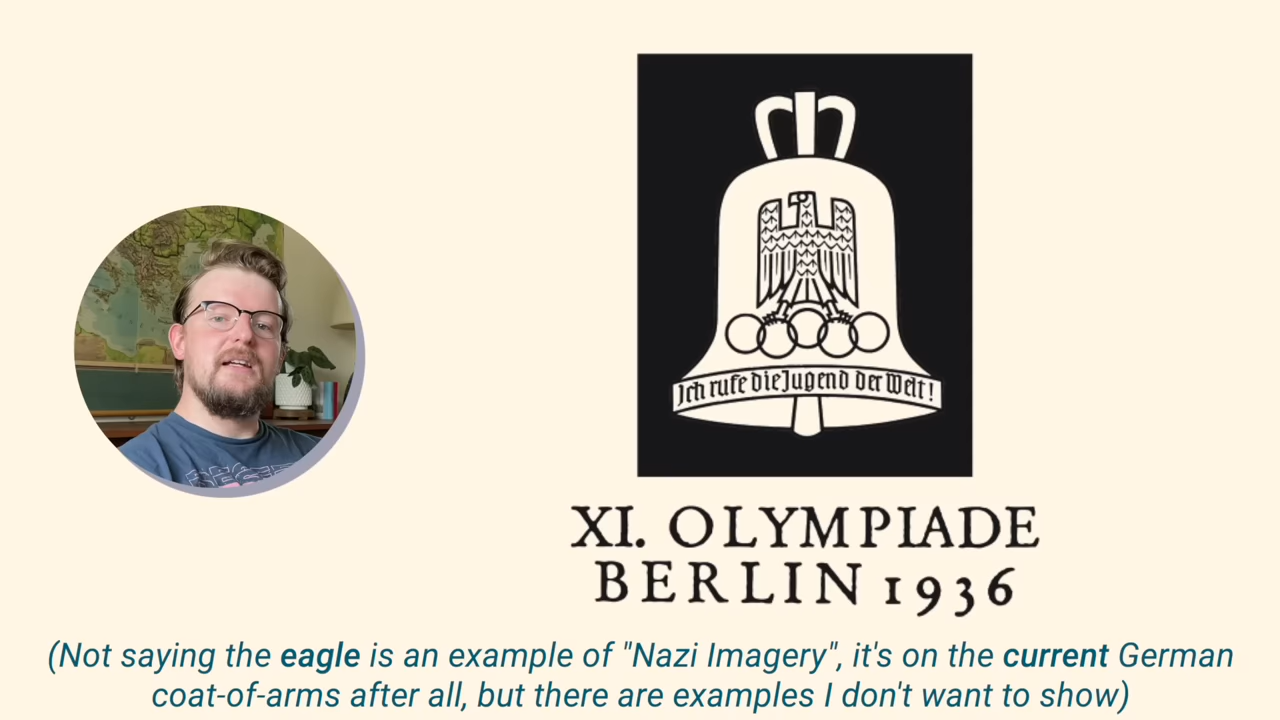 Ich rufe die Jugend der Welt!
XI. OLYMPIADE
BERLIN 1936
(Not saying the eagle is an example of "Nazi Imagery", it's on the current German
coat-of-arms after all, but there are examples I don't want to show)